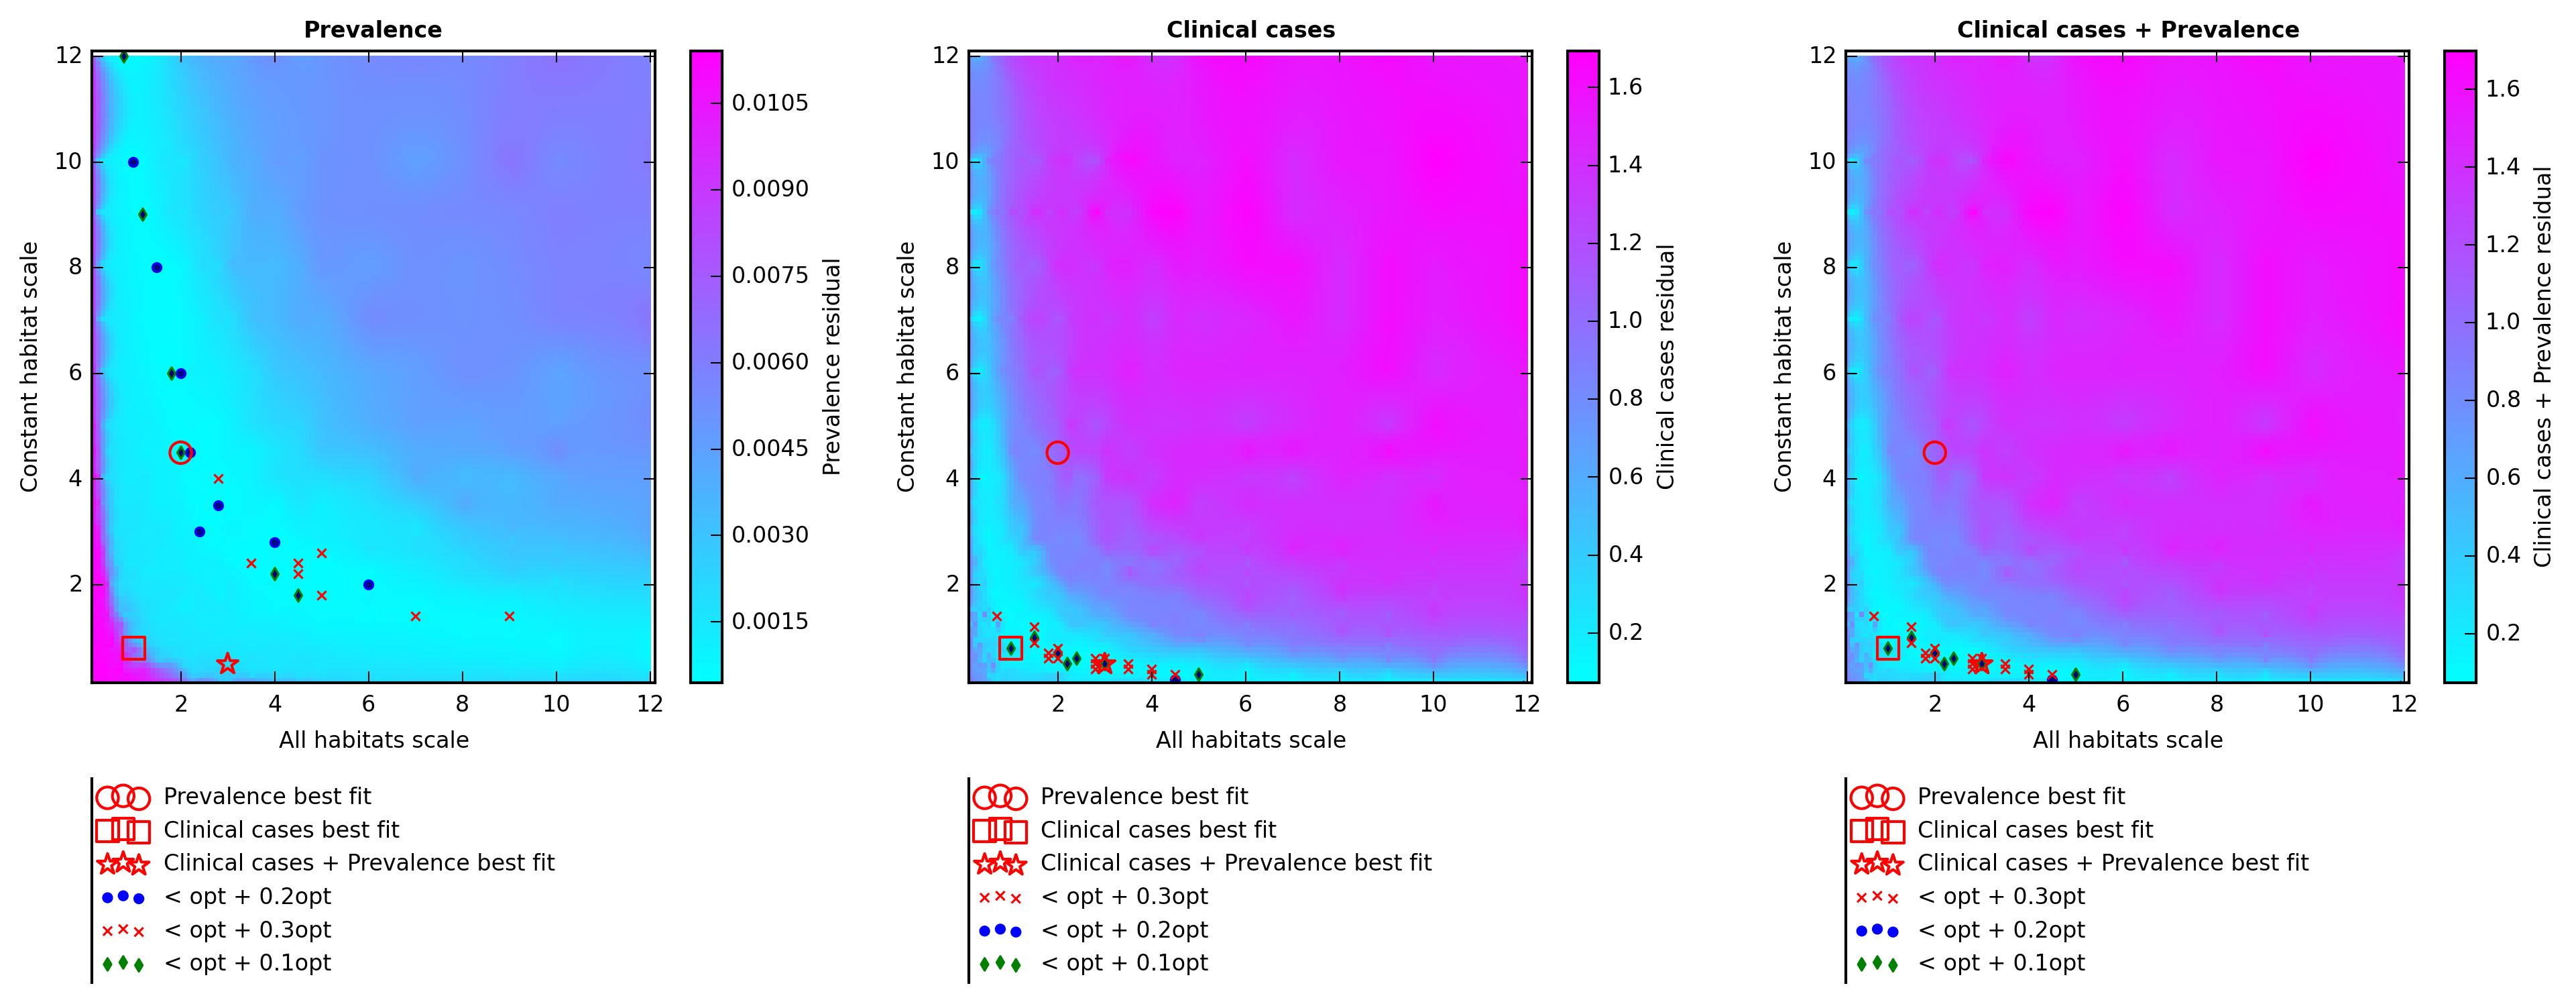 Prevalence
12
10
8
6
4
2
Constant habitat scale
2
4
6
8
10
12
All habitats scale
0.0105
0.0090
0.0075
0.0060
0.0045
0.0030
0.0015
Prevalence residual
Prevalence best fit
Clinical cases best fit
Clinical cases + Prevalence best fit
< opt + 0.2opt
< opt + 0.3opt
< opt + 0.1opt
Clinical cases
12
10
8
6
4
2
Constant habitat scale
2
4
6
8
10
12
All habitats scale
1.6
1.4
1.2
1.0
0.8
0.6
0.4
0.2
Clinical cases residual
Prevalence best fit
Clinical cases best fit
Clinical cases + Prevalence best fit
< opt + 0.3opt
< opt + 0.2opt
< opt + 0.1opt
Clinical cases + Prevalence
12
10
8
6
4
2
Constant habitat scale
2
4
6
8
10
12
All habitats scale
1.6
1.4
1.2
1.0
0.8
0.6
0.4
0.2
Clinical cases + Prevalence residual
Prevalence best fit
Clinical cases best fit
Clinical cases + Prevalence best fit
< opt + 0.3opt
< opt + 0.2opt
< opt + 0.1opt